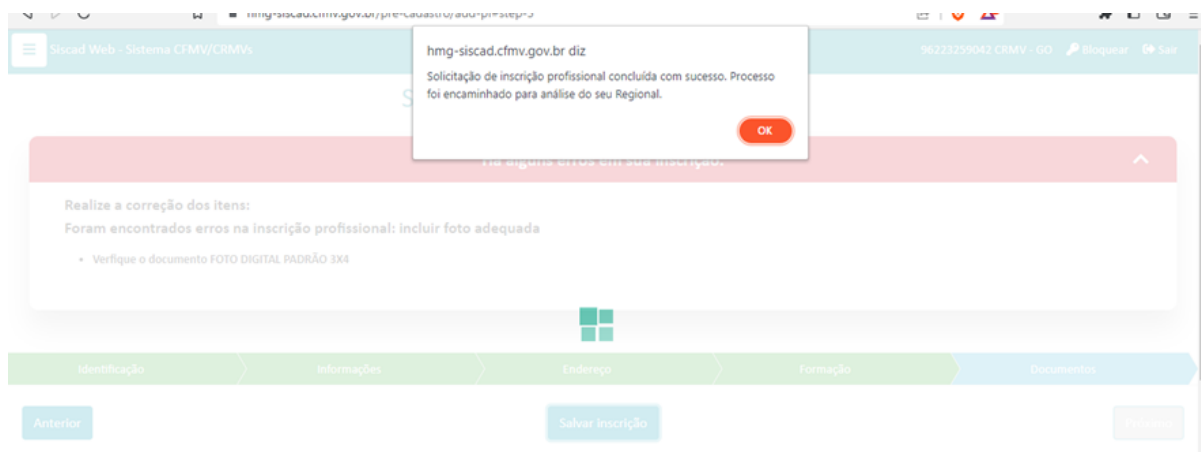 hmg-siscad.cfmv.gov.br/pre-cadastro/add-pf#step-5
Siscad Web - Sistema CFMV/CRMVs
96223259042 CRMV - GO
Bloquear
Sair
hmg-siscad.cfmv.gov.br diz
Solicitação de inscrição profissional concluída com sucesso. Processo
foi encaminhado para análise do seu Regional.
OK
S
Há alguns erros em sua inscrição.
Realize a correção dos itens:
Foram encontrados erros na inscrição profissional: incluir foto adequada
• Verfique o documento FOTO DIGITAL PADRÃO 3X4
Identificação
Informações
Endereço
Formação
Documentos
Anterior
Salvar inscrição